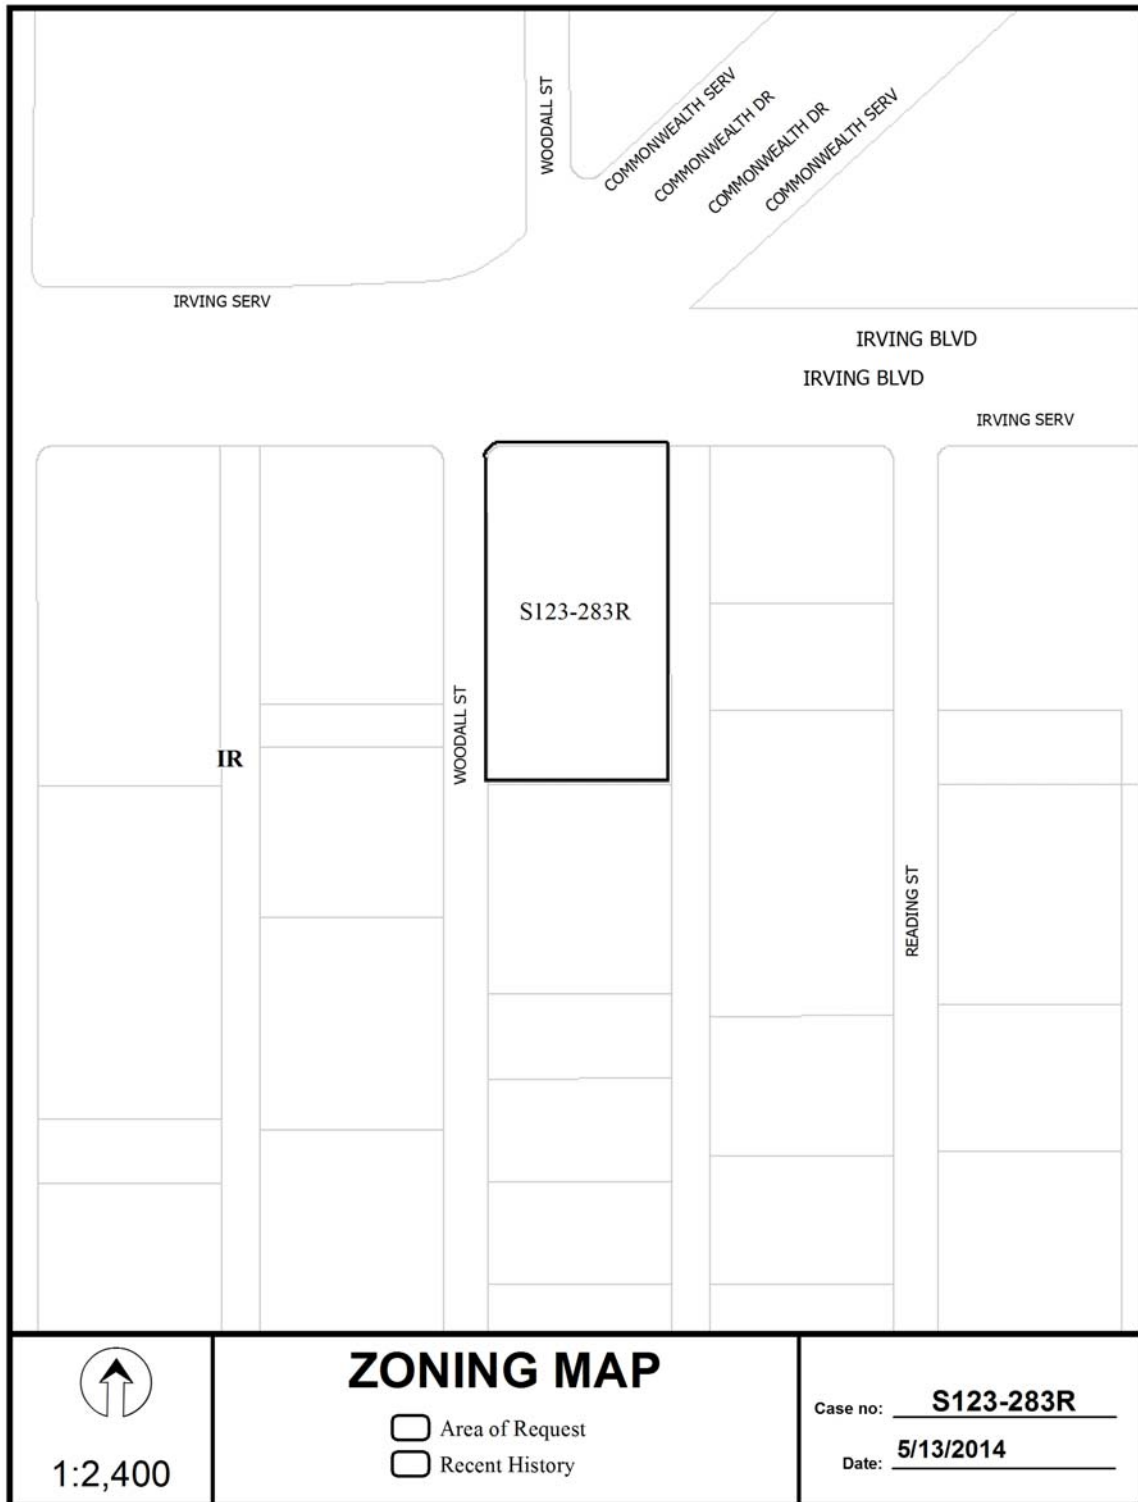 WOODALL ST
COMMONWEALTH SERV
COMMONWEALTH DR
COMMONWEALTH DR
COMMONWEALTH SERV
IRVING SERV
IRVING BLVD
IRVING BLVD
IRVING SERV
S123-283R
WOODALL ST
IR
READING ST
1:2,400
ZONING MAP
Area of Request
Recent History
Case no: S123-283R
Date: 5/13/2014